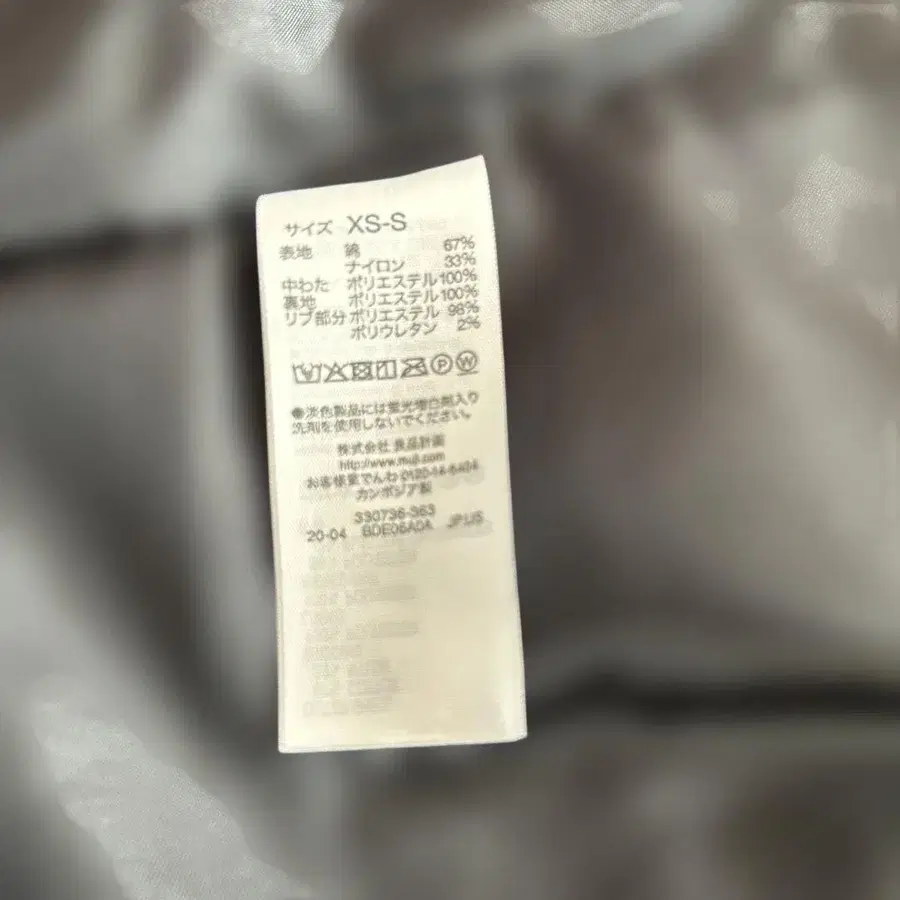 サイズ XS-S
表地 綿 67%
ナイロン 33%
中わた ポリエステル100%
裏地 ポリエステル100%
リブ部分 ポリエステル 98%
ポリウレタン 2%
●淡色製品には蛍光増白剤入り
洗剤を使用しないでください。
株式会社 良品計画
http://www.muji.com
お客様室でんわ 0120-14-6404
カンボジア製
330736-363
20-04 BDE06A0A JP/US